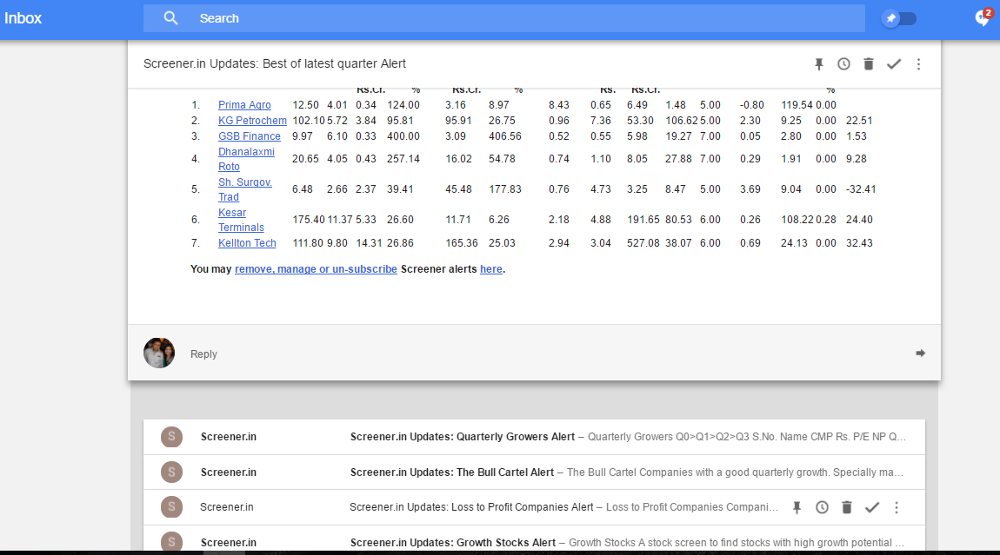 Inbox
Search
2
Screener.in Updates: Best of latest quarter Alert
Rs.Cr. % Rs.Cr. % Rs. Rs.Cr. %
1. Prima Agro 12.50 4.01 0.34 124.00 3.16 8.97 8.43 0.65 6.49 1.48 5.00 -0.80 119.54 0.00
2. KG Petrochem 102.10 5.72 3.84 95.81 95.91 26.75 0.96 7.36 53.30 106.62 5.00 2.30 9.25 0.00 22.51
3. GSB Finance 9.97 6.10 0.33 400.00 3.09 406.56 0.52 0.55 5.98 19.27 7.00 0.05 2.80 0.00 1.53
Dhanalaxmi
4. Roto 20.65 4.05 0.43 257.14 16.02 54.78 0.74 1.10 8.05 27.88 7.00 0.29 1.91 0.00 9.28
Sh. Surgov.
5. Trad 6.48 2.66 2.37 39.41 45.48 177.83 0.76 4.73 3.25 8.47 5.00 3.69 9.04 0.00 -32.41
Kesar
6. Terminals 175.40 11.37 5.33 26.60 11.71 6.26 2.18 4.88 191.65 80.53 6.00 0.26 108.22 0.28 24.40
7. Kellton Tech 111.80 9.80 14.31 26.86 165.36 25.03 2.94 3.04 527.08 38.07 6.00 0.69 24.13 0.00 32.43
You may remove, manage or un-subscribe Screener alerts here.
Reply
S Screener.in Screener.in Updates: Quarterly Growers Alert – Quarterly Growers Q0>Q1>Q2>Q3 S.No. Name CMP Rs. P/E NP Q...
S Screener.in Screener.in Updates: The Bull Cartel Alert – The Bull Cartel Companies with a good quarterly growth. Specially ma...
S Screener.in Screener.in Updates: Loss to Profit Companies Alert – Loss to Profit Companies Compani...
S Screener.in Screener.in Updates: Growth Stocks Alert – Growth Stocks A stock screen to find stocks with high growth potential ...